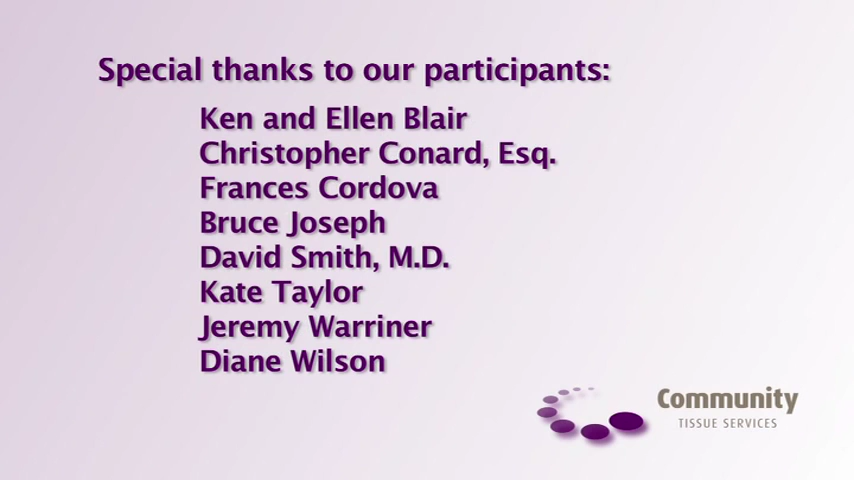 Special thanks to our participants:
Ken and Ellen Blair
Christopher Conard, Esq.
Frances Cordova
Bruce Joseph
David Smith, M.D.
Kate Taylor
Jeremy Warriner
Diane Wilson
Community
TISSUE SERVICES